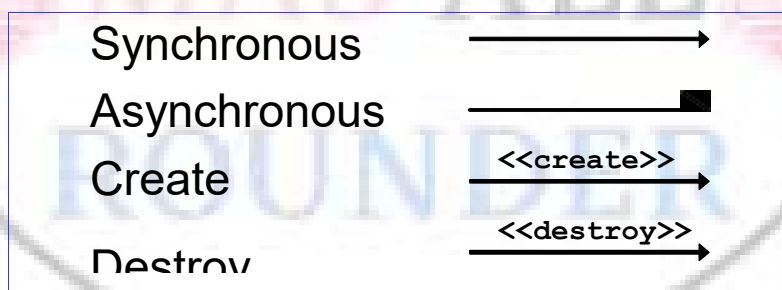 Synchronous
Asynchronous
Create <<create>>
Destroy <<destroy>>
ROUNDER